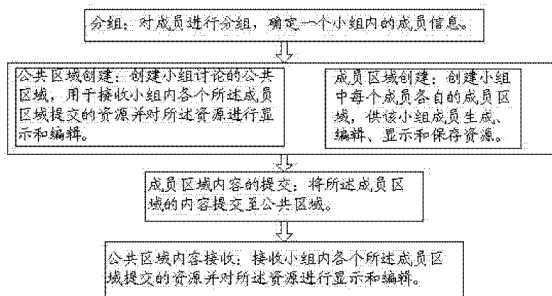 分组：对成员进行分组，确定一个小组内的成员信息。
公共区域创建：创建小组讨论的公共
区域，用于接收小组内各个所述成员
区域提交的资源并对所述资源进行显
示和编辑。
成员区域创建：创建小组
中每个成员各自的成员区
域，供该小组成员生成、
编辑、显示和保存资源。
成员区域内容的提交：将所述成员区
域的内容提交至公共区域。
公共区域内容接收：接收小组内各个所述成员区
域提交的资源并对所述资源进行显示和编辑。